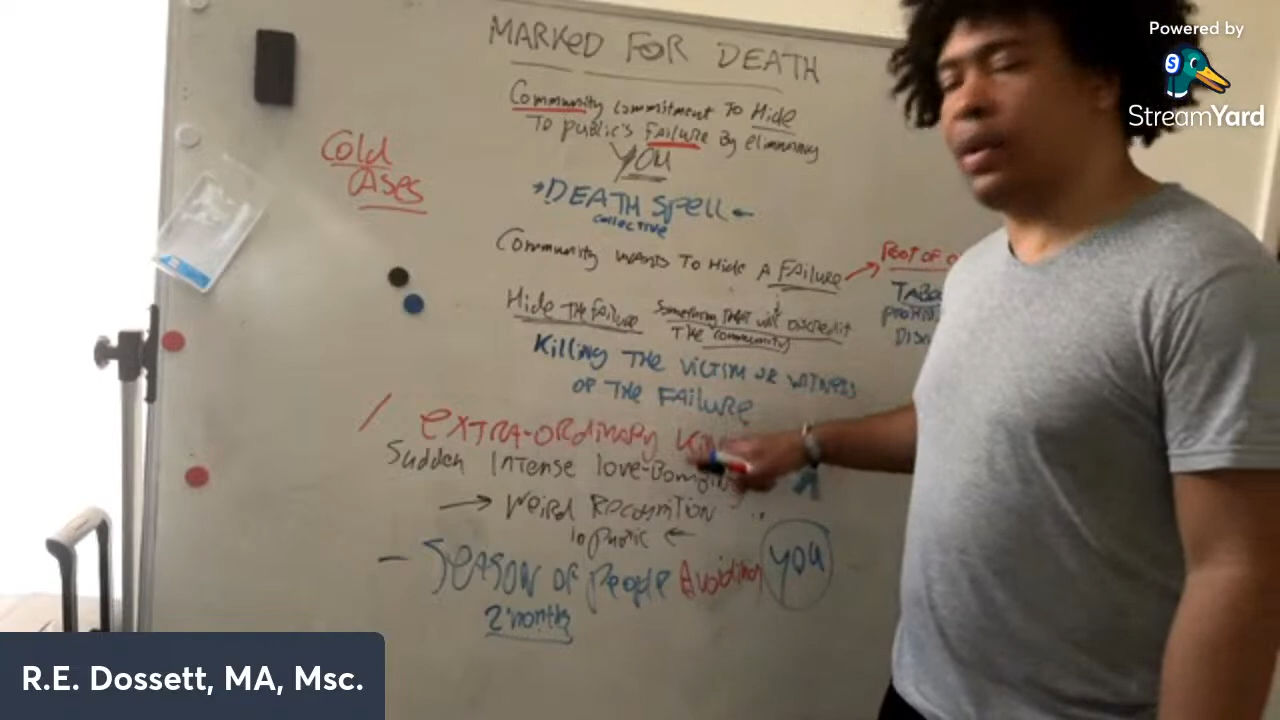 MARKED FOR DEATH
Community commitment To Hide
To public's Failure By eliminating
YOU
DEATH Spell
collective
Community wants To Hide A Failure
Hide The failure
Something That will discredit
The community
Killing The victim or witness
of The Failure
extra-ordinary
Sudden Intense love-Bombing
Weird Recognition
Season of People Avoiding you
2 months
Cold
Cases
Root of
Powered by
StreamYard
R.E. Dossett, MA, Msc.